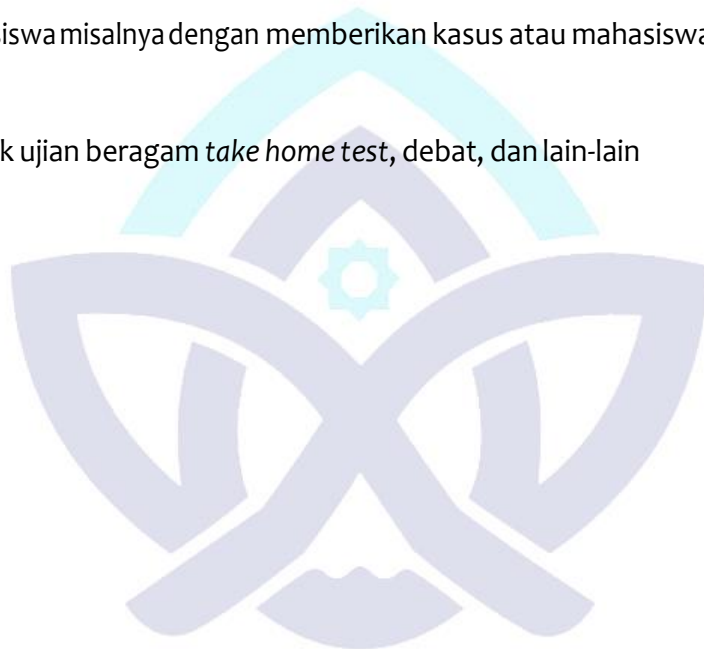 siswa misalnya dengan memberikan kasus atau mahasiswa
k ujian beragam take home test, debat, dan lain-lain